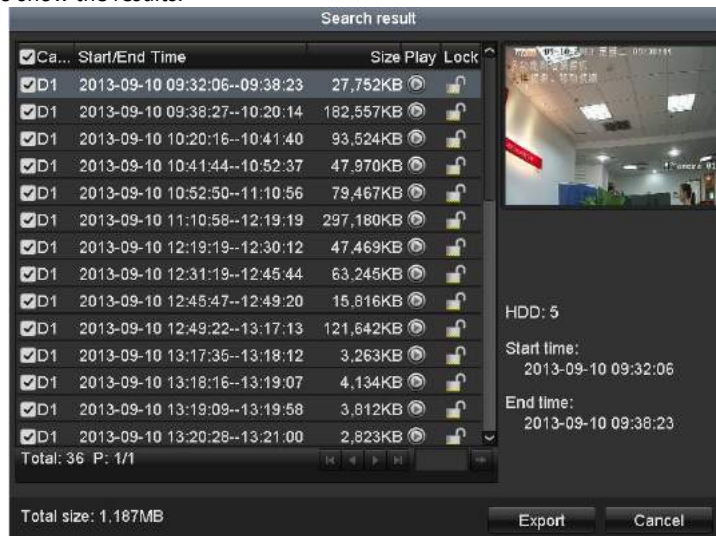 Search result
Ca... Start/End Time Size Play Lock
D1 2013-09-10 09:32:06--09:38:23 27,752KB
D1 2013-09-10 09:38:27--10:20:14 182,557KB
D1 2013-09-10 10:20:16--10:41:40 93,524KB
D1 2013-09-10 10:41:44--10:52:37 47,970KB
D1 2013-09-10 10:52:50--11:10:56 79,467KB
D1 2013-09-10 11:10:58--12:19:19 297,180KB
D1 2013-09-10 12:19:19--12:30:12 47,469KB
D1 2013-09-10 12:31:19--12:45:44 63,245KB
D1 2013-09-10 12:45:47--12:49:20 15,816KB
D1 2013-09-10 12:49:22--13:17:13 121,642KB
D1 2013-09-10 13:17:35--13:18:12 3,263KB
D1 2013-09-10 13:18:16--13:19:07 4,134KB
D1 2013-09-10 13:19:09--13:19:58 3,812KB
D1 2013-09-10 13:20:28--13:21:00 2,823KB
Total: 36 P: 1/1
HDD: 5
Start time:
2013-09-10 09:32:06
End time:
2013-09-10 09:38:23
Total size: 1,187MB
Export Cancel